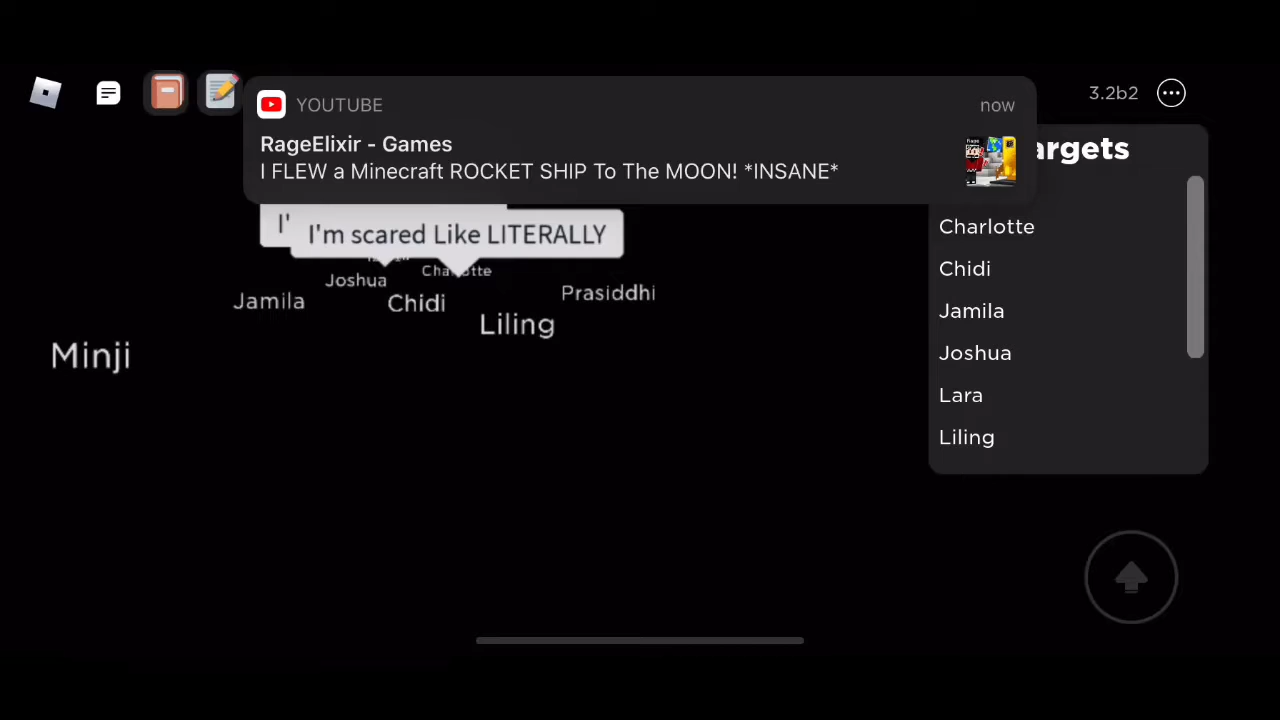 YOUTUBE
now
RageElixir - Games
I FLEW a Minecraft ROCKET SHIP To The MOON! *INSANE*
3.2b2
argets
I'
I'm scared Like LITERALLY
Joshua
Jamila
Chidi
Liling
Prasiddhi
Minji
Charlotte
Chidi
Jamila
Joshua
Lara
Liling